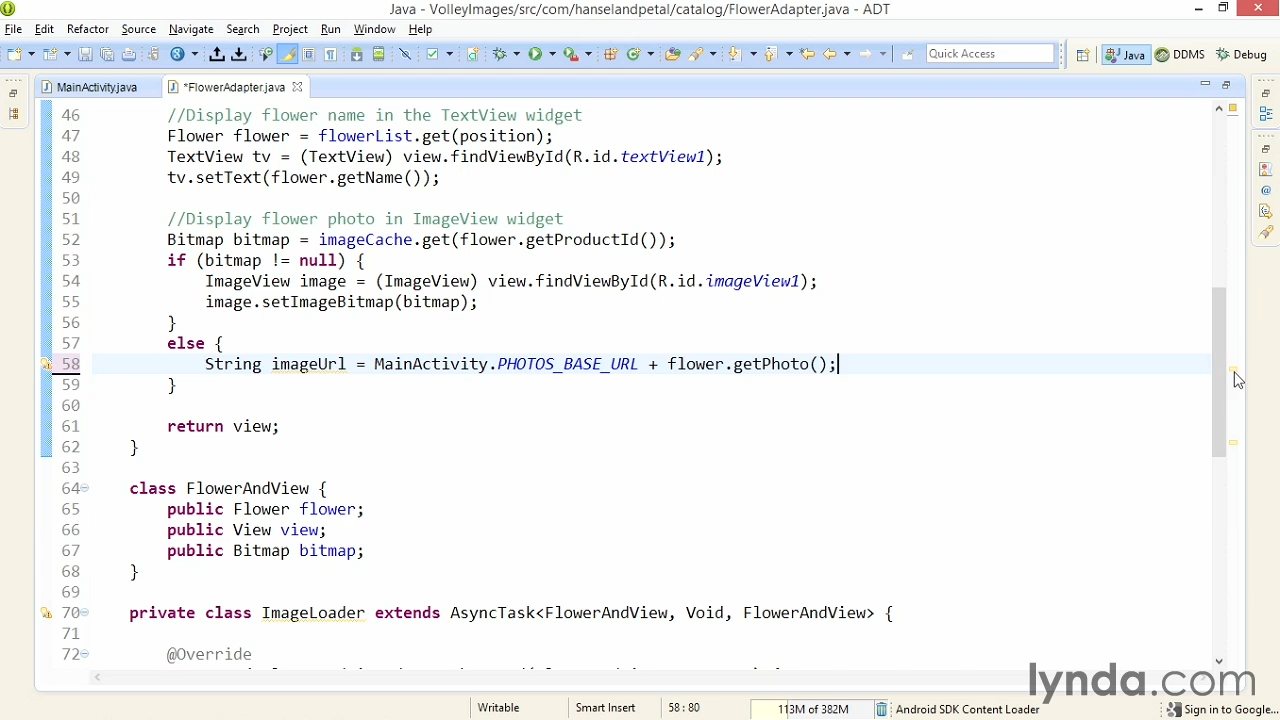 Java - VolleyImages/src/com/hanselandpetal/catalog/FlowerAdapter.java - ADT
File Edit Refactor Source Navigate Search Project Run Window Help
Quick Access Java DDMS Debug
MainActivity.java *FlowerAdapter.java
46 //Display flower name in the TextView widget
47 Flower flower = flowerList.get(position);
48 TextView tv = (TextView) view.findViewById(R.id.textView1);
49 tv.setText(flower.getName());
50
51 //Display flower photo in ImageView widget
52 Bitmap bitmap = imageCache.get(flower.getProductId());
53 if (bitmap != null) {
54 ImageView image = (ImageView) view.findViewById(R.id.imageView1);
55 image.setImageBitmap(bitmap);
56 }
57 else {
58 String imageUrl = MainActivity.PHOTOS_BASE_URL + flower.getPhoto();
59 }
60
61 return view;
62 }
63
64 class FlowerAndView {
65 public Flower flower;
66 public View view;
67 public Bitmap bitmap;
68 }
69
70 private class ImageLoader extends AsyncTask<FlowerAndView, Void, FlowerAndView> {
71
72 @Override
lynda.com
Writable Smart Insert 58 : 80 113M of 382M Android SDK Content Loader Sign in to Google...